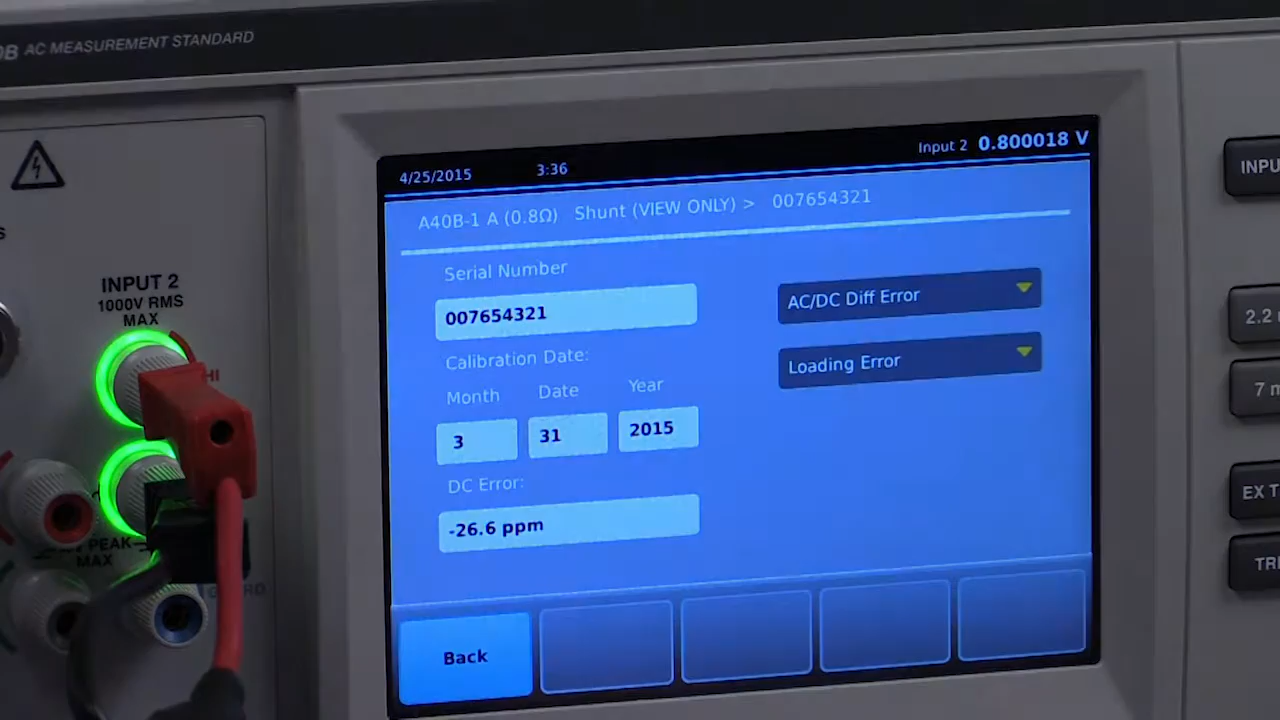 AC MEASUREMENT STANDARD
4/25/2015 3:36 Input 2 0.800018 V
A40B-1 A (0.8Ω) Shunt (VIEW ONLY) > 007654321
Serial Number
007654321
AC/DC Diff Error
Calibration Date:
Loading Error
Month Date Year
3 31 2015
DC Error:
-26.6 ppm
Back
INPUT 2
1000V RMS
MAX
HI
PEAK
MAX
2.2
7
EX